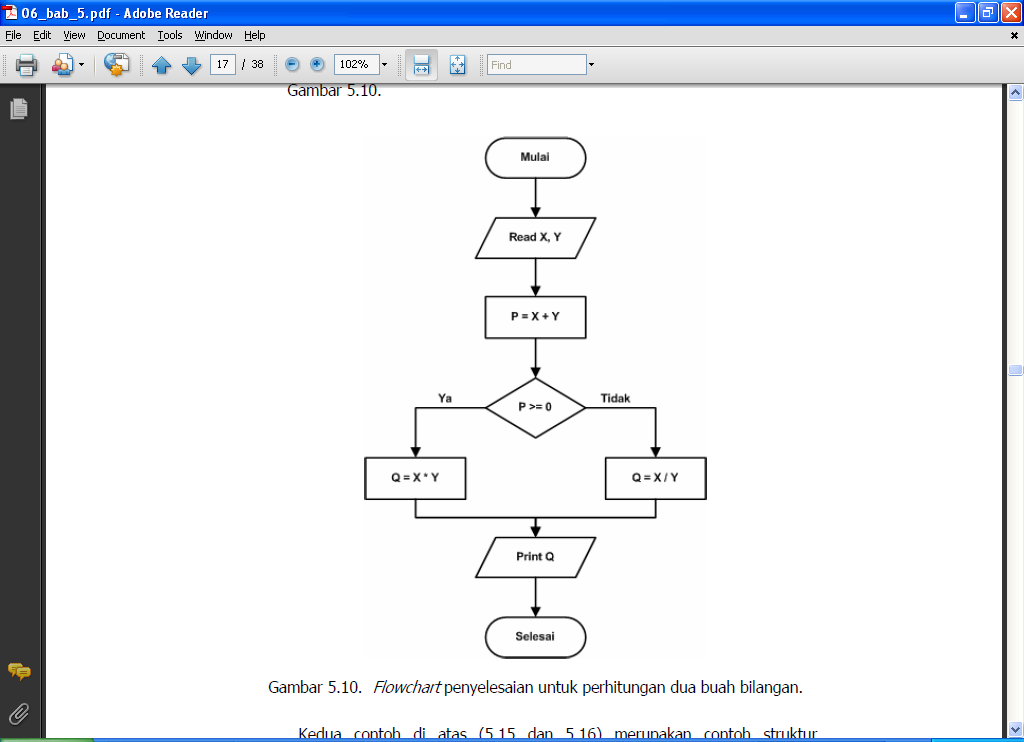 06_bab_5.pdf - Adobe Reader
File Edit View Document Tools Window Help
17 / 38 102% Find
Gambar 5.10.
Mulai
Read X, Y
P = X + Y
Ya
P >= 0
Tidak
Q = X * Y
Q = X / Y
Print Q
Selesai
Gambar 5.10. Flowchart penyelesaian untuk perhitungan dua buah bilangan.
Kedua contoh di atas (5.15 dan 5.16) merupakan contoh struktur